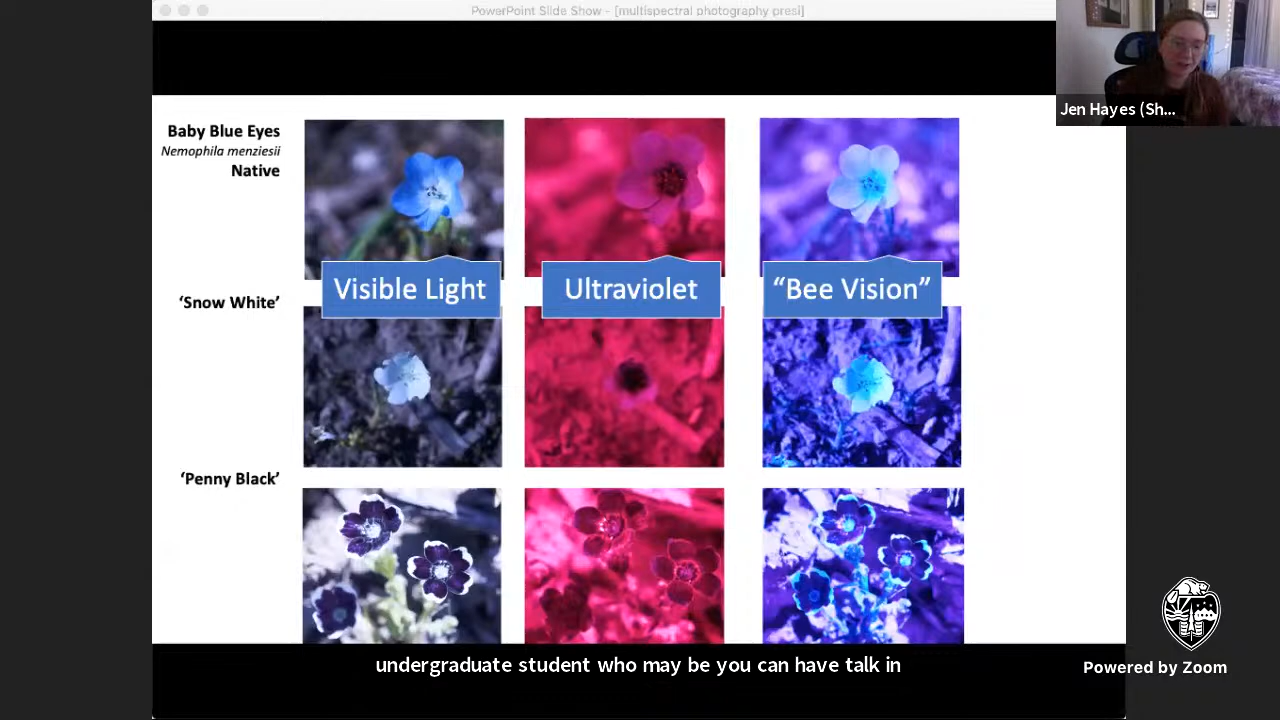 PowerPoint Slide Show - [multispectral photography presi]
Jen Hayes (Sh...
Baby Blue Eyes
Nemophila menziesii
Native
Visible Light
Ultraviolet
“Bee Vision”
‘Snow White’
‘Penny Black’
undergraduate student who may be you can have talk in
Powered by Zoom